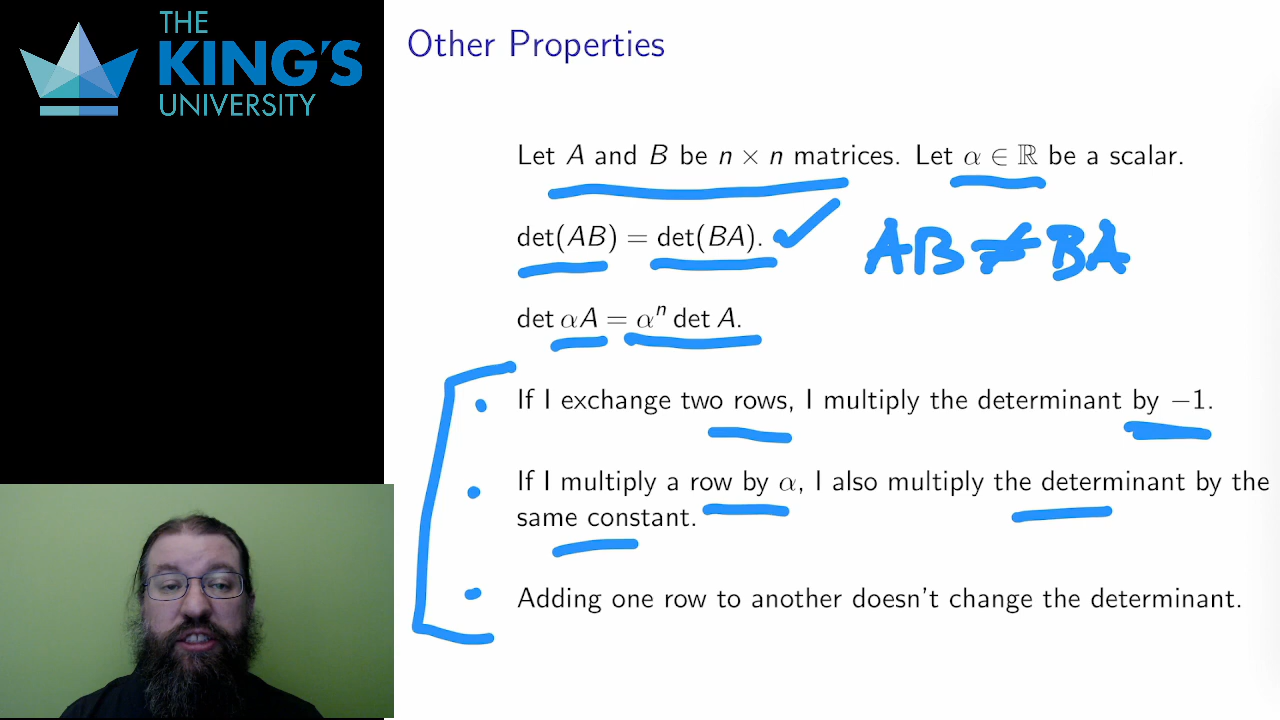 THE
KING'S
UNIVERSITY
Other Properties
Let A and B be n × n matrices. Let α ∈ ℝ be a scalar.
det(AB) = det(BA). ✓ AB ≠ BA
det αA = αⁿ det A.
If I exchange two rows, I multiply the determinant by −1.
If I multiply a row by α, I also multiply the determinant by the
same constant.
Adding one row to another doesn't change the determinant.